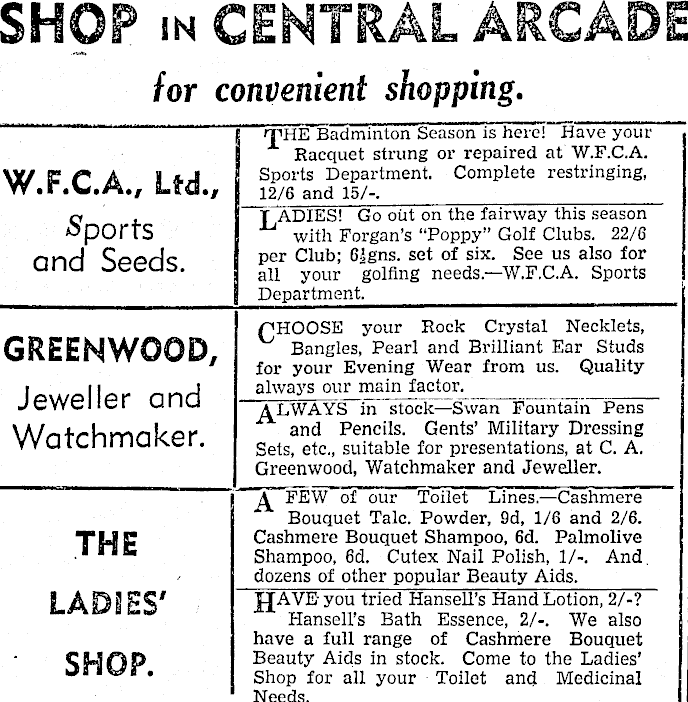 SHOP IN CENTRAL ARCADE
for convenient shopping.
W.F.C.A., Ltd.,
Sports
and Seeds.
THE Badminton Season is here! Have your
Racquet strung or repaired at W.F.C.A.
Sports Department. Complete restringing,
12/6 and 15/-.
LADIES! Go out on the fairway this season
with Forgan's "Poppy" Golf Clubs. 22/6
per Club; 6½gns. set of six. See us also for
all your golfing needs.—W.F.C.A. Sports
Department.
GREENWOOD,
Jeweller and
Watchmaker.
CHOOSE your Rock Crystal Necklets,
Bangles, Pearl and Brilliant Ear Studs
for your Evening Wear from us. Quality
always our main factor.
ALWAYS in stock—Swan Fountain Pens
and Pencils. Gents' Military Dressing
Sets, etc., suitable for presentations, at C. A.
Greenwood, Watchmaker and Jeweller.
THE
LADIES'
SHOP.
A FEW of our Toilet Lines.—Cashmere
Bouquet Talc. Powder, 9d, 1/6 and 2/6.
Cashmere Bouquet Shampoo, 6d. Palmolive
Shampoo, 6d. Cutex Nail Polish, 1/-. And
dozens of other popular Beauty Aids.
HAVE you tried Hansell's Hand Lotion, 2/-?
Hansell's Bath Essence, 2/-. We also
have a full range of Cashmere Bouquet
Beauty Aids in stock. Come to the Ladies'
Shop for all your Toilet and Medicinal
Needs.